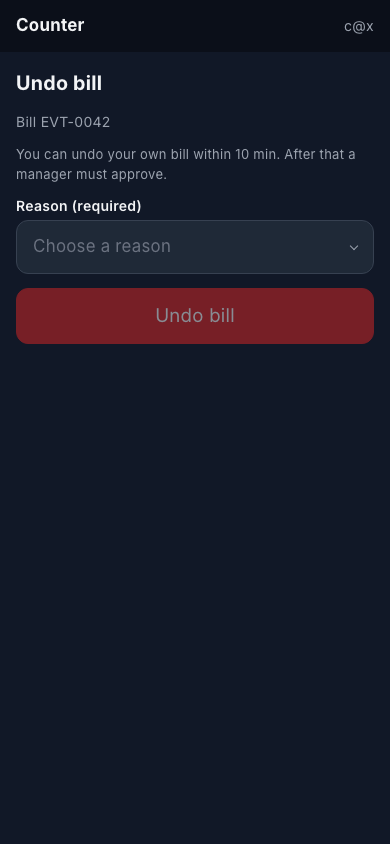 Counter
c@x
Undo bill
Bill EVT-0042
You can undo your own bill within 10 min. After that a
manager must approve.
Reason (required)
Choose a reason
Undo bill